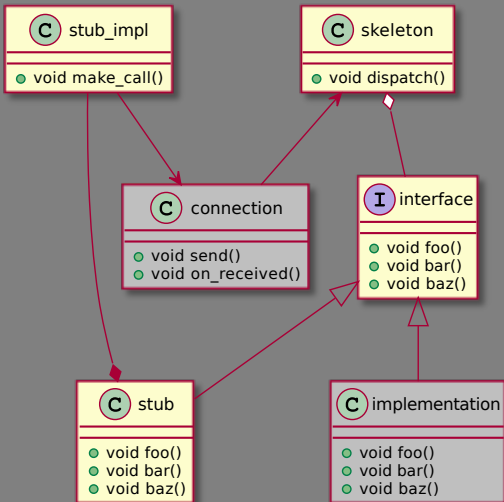 C stub_impl
void make_call()
C skeleton
void dispatch()
C connection
void send()
void on_received()
I interface
void foo()
void bar()
void baz()
C stub
void foo()
void bar()
void baz()
C implementation
void foo()
void bar()
void baz()